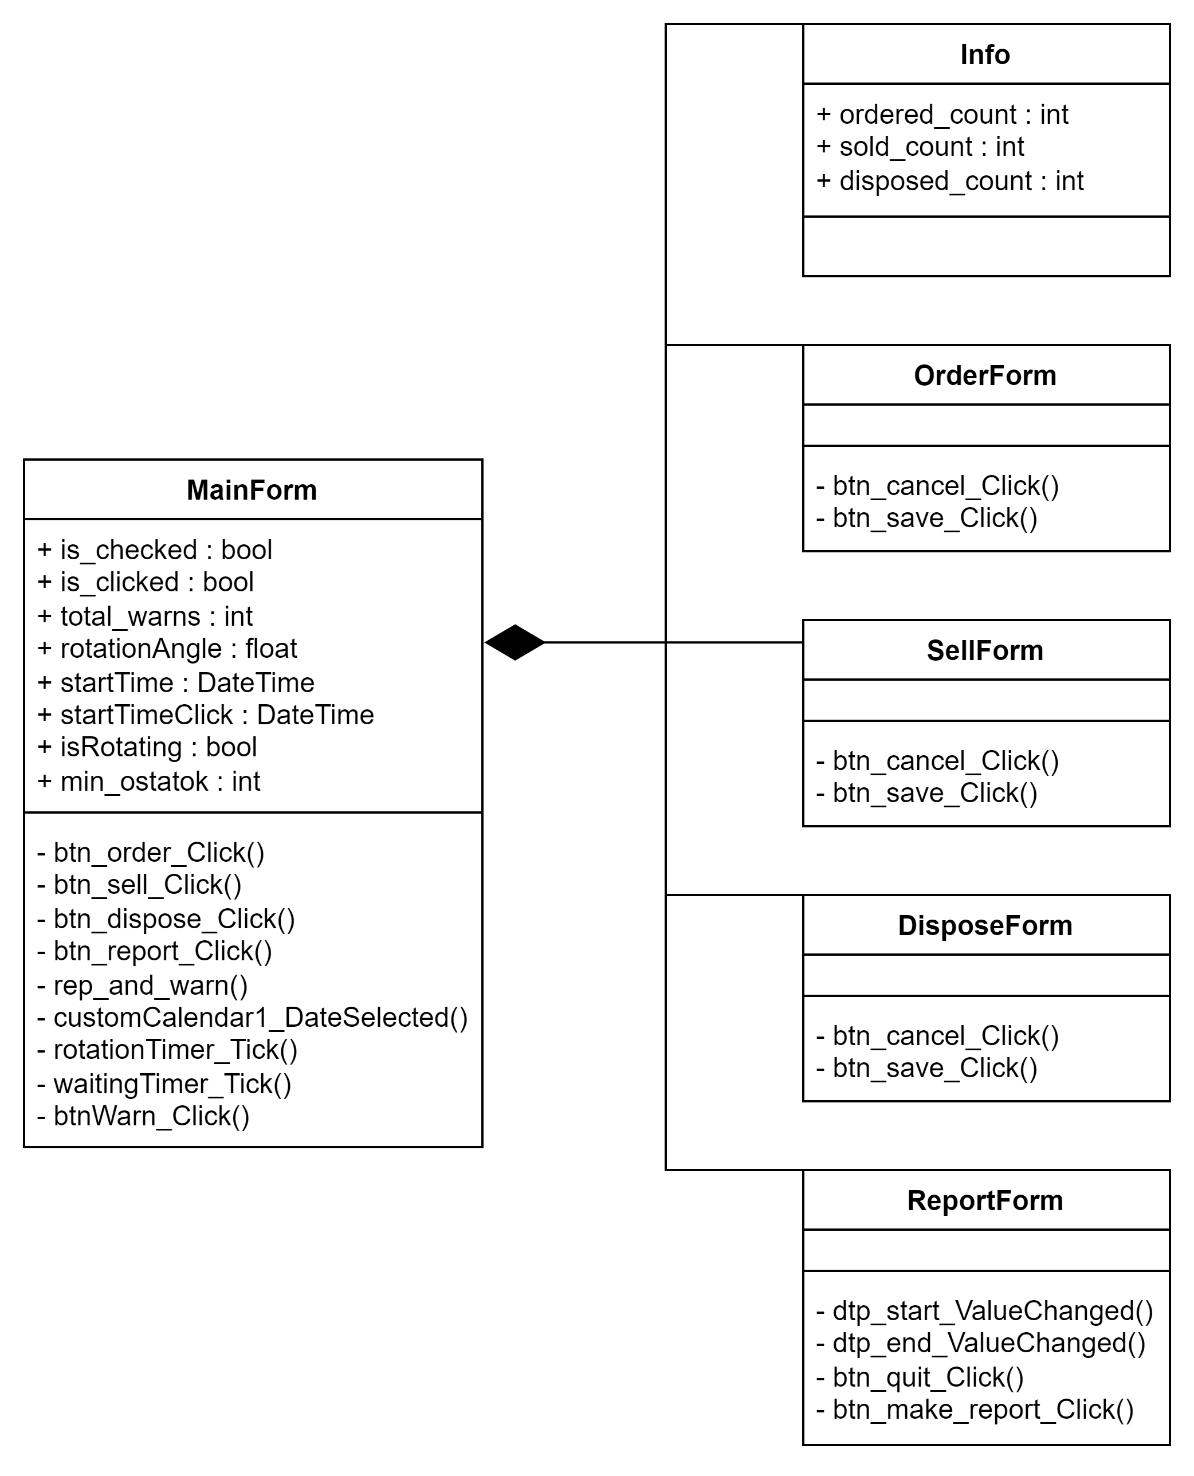 MainForm
+ is_checked : bool
+ is_clicked : bool
+ total_warns : int
+ rotationAngle : float
+ startTime : DateTime
+ startTimeClick : DateTime
+ isRotating : bool
+ min_ostatok : int
- btn_order_Click()
- btn_sell_Click()
- btn_dispose_Click()
- btn_report_Click()
- rep_and_warn()
- customCalendar1_DateSelected()
- rotationTimer_Tick()
- waitingTimer_Tick()
- btnWarn_Click()
Info
+ ordered_count : int
+ sold_count : int
+ disposed_count : int
OrderForm
- btn_cancel_Click()
- btn_save_Click()
SellForm
- btn_cancel_Click()
- btn_save_Click()
DisposeForm
- btn_cancel_Click()
- btn_save_Click()
ReportForm
- dtp_start_ValueChanged()
- dtp_end_ValueChanged()
- btn_quit_Click()
- btn_make_report_Click()